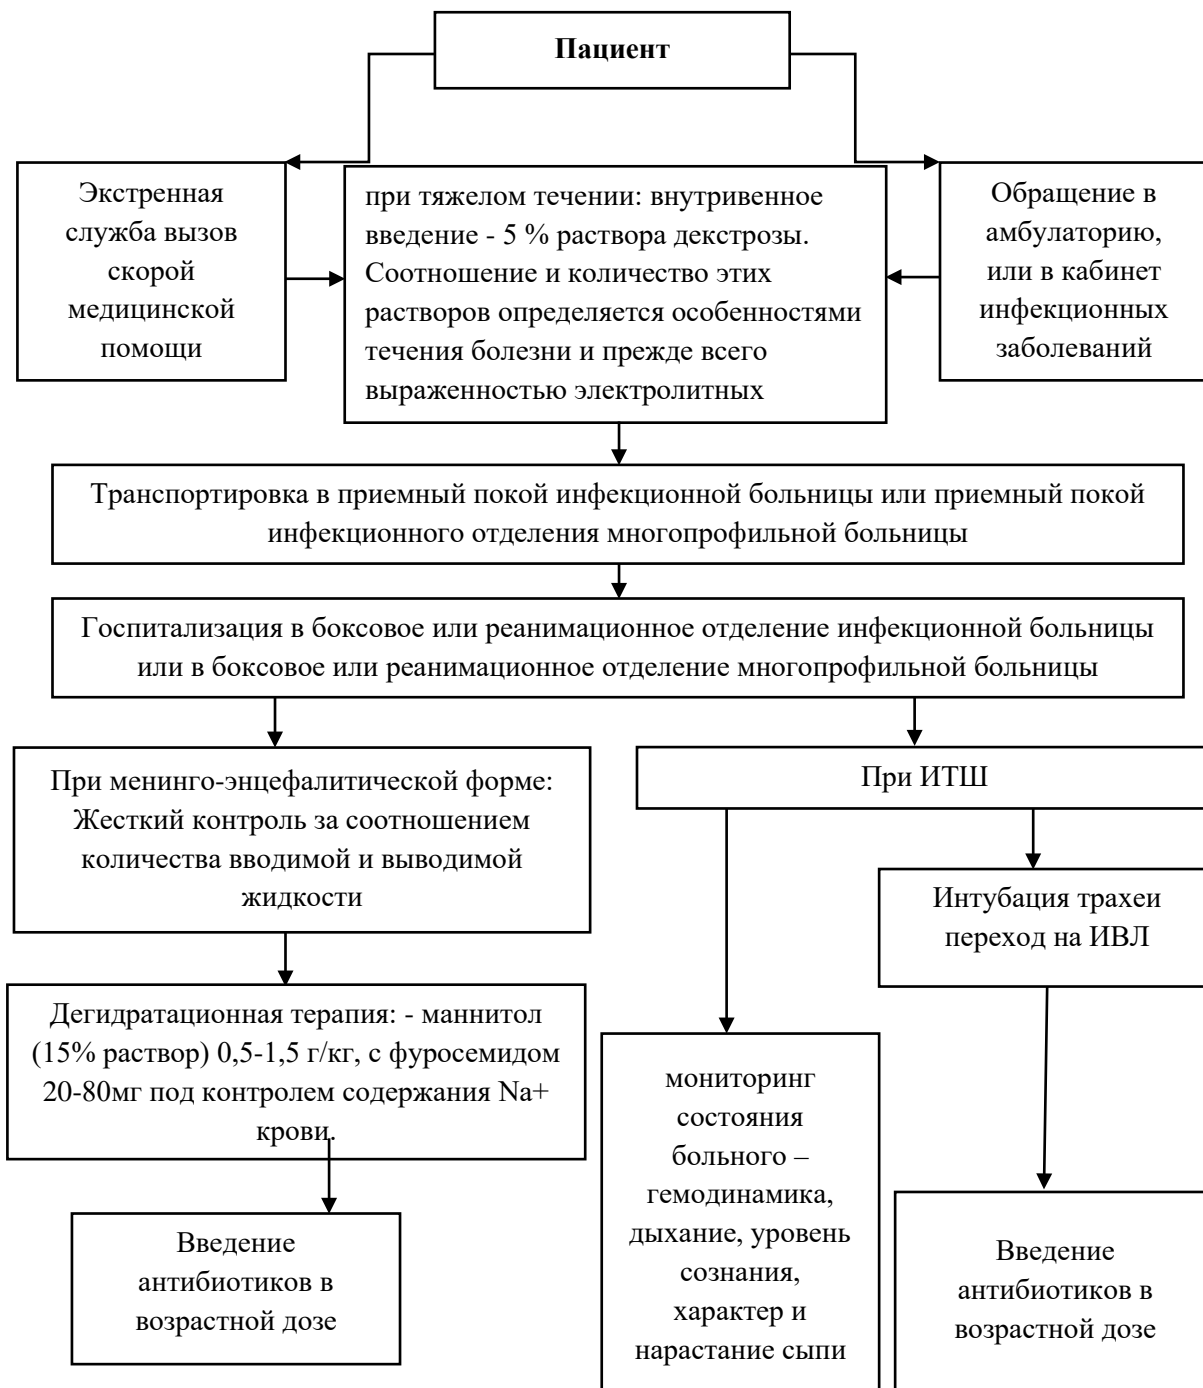 Пациент
Экстренная
служба вызов
скорой
медицинской
помощи
при тяжелом течении: внутривенное
введение - 5 % раствора декстрозы.
Соотношение и количество этих
растворов определяется особенностями
течения болезни и прежде всего
выраженностью электролитных
Обращение в
амбулаторию,
или в кабинет
инфекционных
заболеваний
Транспортировка в приемный покой инфекционной больницы или приемный покой
инфекционного отделения многопрофильной больницы
Госпитализация в боксовое или реанимационное отделение инфекционной больницы
или в боксовое или реанимационное отделение многопрофильной больницы
При менинго-энцефалитической форме:
Жесткий контроль за соотношением
количества вводимой и выводимой
жидкости
При ИТШ
Интубация трахеи
переход на ИВЛ
Дегидратационная терапия: - маннитол
(15% раствор) 0,5-1,5 г/кг, с фуросемидом
20-80мг под контролем содержания Na+
крови.
мониторинг
состояния
больного –
гемодинамика,
дыхание, уровень
сознания,
характер и
нарастание сыпи
Введение
антибиотиков в
возрастной дозе
Введение
антибиотиков в
возрастной дозе